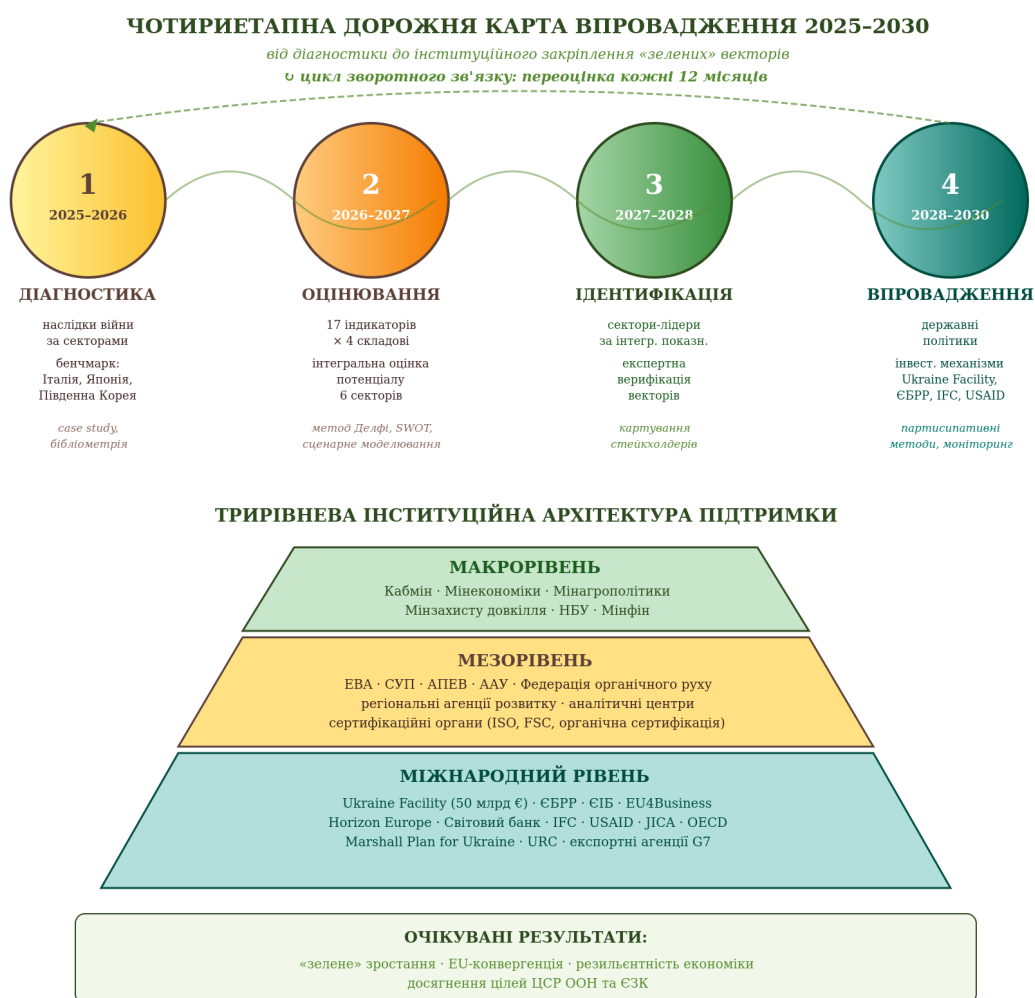 ЧОТИРИЕТАПНА ДОРОЖНЯ КАРТА ВПРОВАДЖЕННЯ 2025–2030
від діагностики до інституційного закріплення «зелених» векторів
↻ цикл зворотного зв'язку: переоцінка кожні 12 місяців
1
2025–2026
ДІАГНОСТИКА
наслідки війни
за секторами
бенчмарк:
Італія, Японія,
Південна Корея
case study,
бібліометрія
2
2026–2027
ОЦІНЮВАННЯ
17 індикаторів
× 4 складові
інтегральна оцінка
потенціалу
6 секторів
метод Делфі, SWOT,
сценарне моделювання
3
2027–2028
ІДЕНТИФІКАЦІЯ
сектори-лідери
за інтегр. показн.
експертна
верифікація
векторів
картування
стейкхолдерів
4
2028–2030
ВПРОВАДЖЕННЯ
державні
політики
інвест. механізми
Ukraine Facility,
ЄБРР, IFC, USAID
партисипативні
методи, моніторинг
ТРИРІВНЕВА ІНСТИТУЦІЙНА АРХІТЕКТУРА ПІДТРИМКИ
МАКРОРІВЕНЬ
Кабмін · Мінекономіки · Мінагрополітики
Мінзахисту довкілля · НБУ · Мінфін
МЕЗОРІВЕНЬ
ЕВА · СУП · АПЕВ · ААУ · Федерація органічного руху
регіональні агенції розвитку · аналітичні центри
сертифікаційні органи (ISO, FSC, органічна сертифікація)
МІЖНАРОДНИЙ РІВЕНЬ
Ukraine Facility (50 млрд €) · ЄБРР · ЄІБ · EU4Business
Horizon Europe · Світовий банк · IFC · USAID · JICA · OECD
Marshall Plan for Ukraine · URC · експортні агенції G7
ОЧІКУВАНІ РЕЗУЛЬТАТИ:
«зелене» зростання · EU-конвергенція · резильєнтність економіки
досягнення цілей ЦСР ООН та ЄЗК